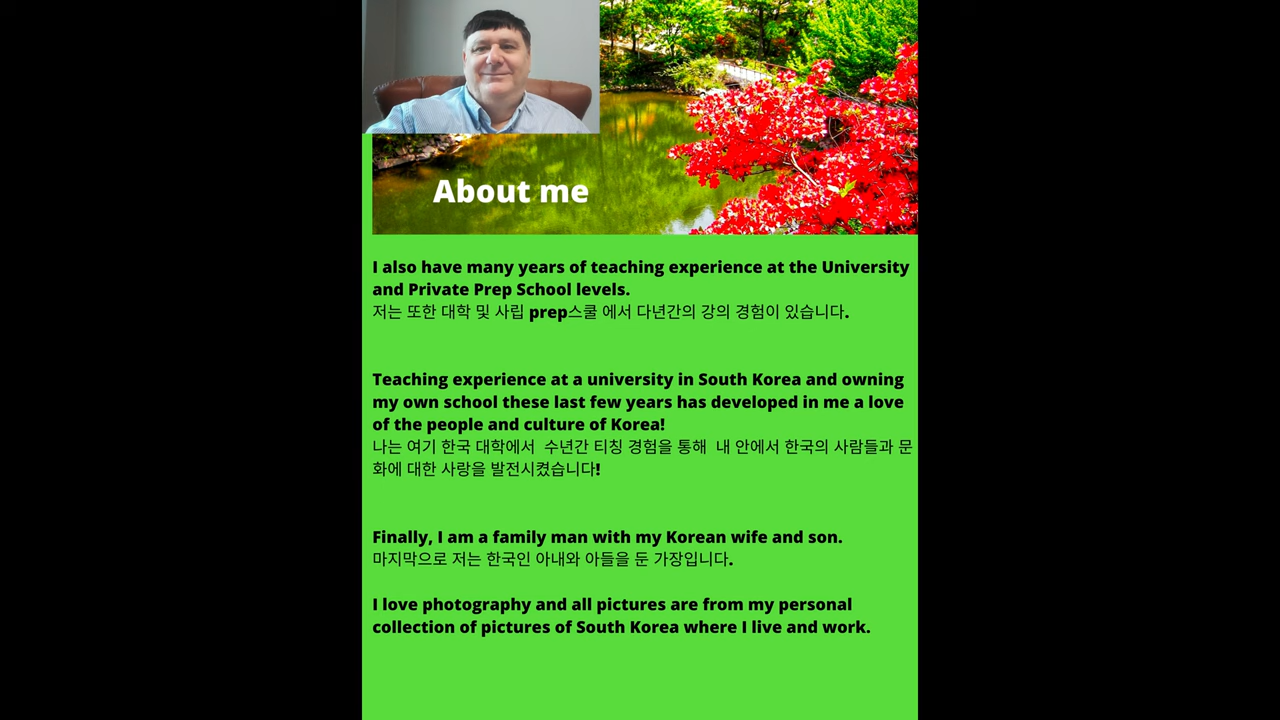 About me
I also have many years of teaching experience at the University
and Private Prep School levels.
저는 또한 대학 및 사립 prep스쿨 에서 다년간의 강의 경험이 있습니다.
Teaching experience at a university in South Korea and owning
my own school these last few years has developed in me a love
of the people and culture of Korea!
나는 여기 한국 대학에서 수년간 티칭 경험을 통해 내 안에서 한국의 사람들과 문
화에 대한 사랑을 발전시켰습니다!
Finally, I am a family man with my Korean wife and son.
마지막으로 저는 한국인 아내와 아들을 둔 가장입니다.
I love photography and all pictures are from my personal
collection of pictures of South Korea where I live and work.